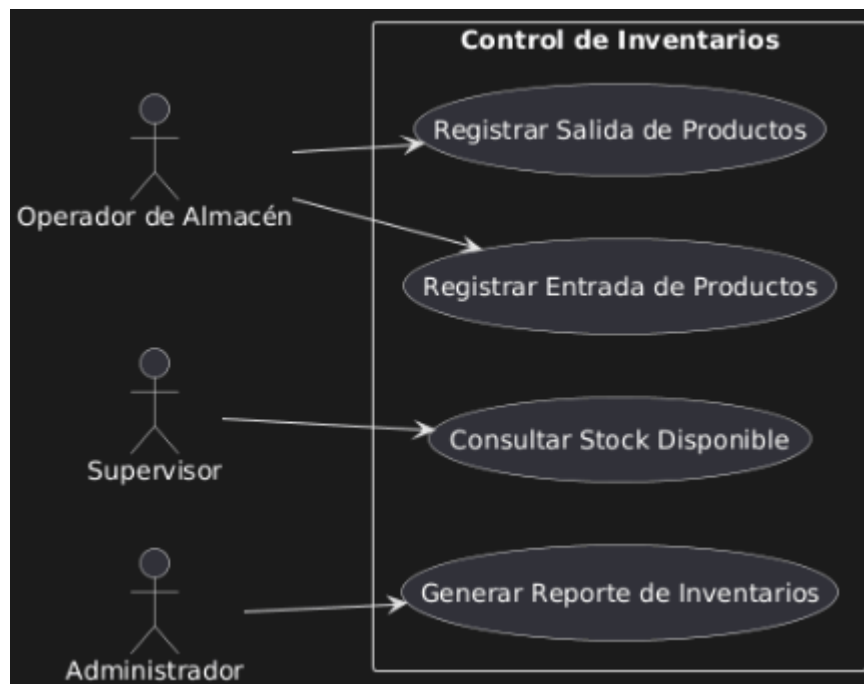 Control de Inventarios
Registrar Salida de Productos
Operador de Almacén
Registrar Entrada de Productos
Consultar Stock Disponible
Supervisor
Generar Reporte de Inventarios
Administrador